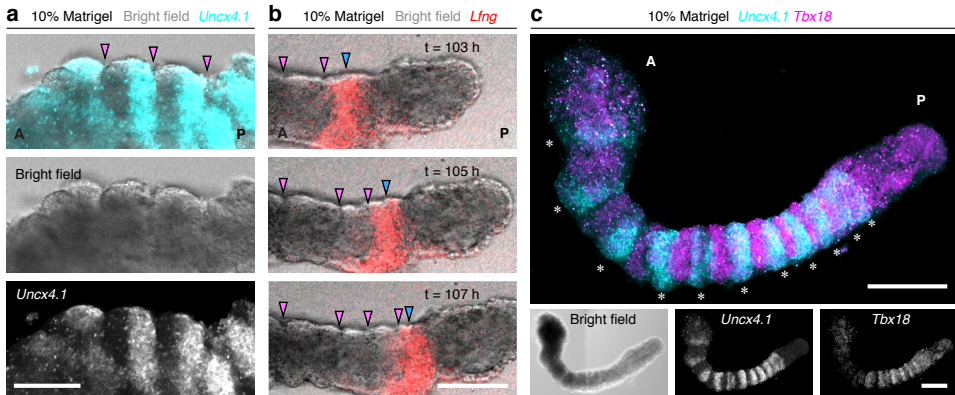 a 10% Matrigel Bright field Uncx4.1
A P
Bright field
Uncx4.1
b 10% Matrigel Bright field Lfng
t = 103 h
A P
t = 105 h
t = 107 h
c 10% Matrigel Uncx4.1 Tbx18
A
P
* * * * * * * * * * *
Bright field
Uncx4.1
Tbx18